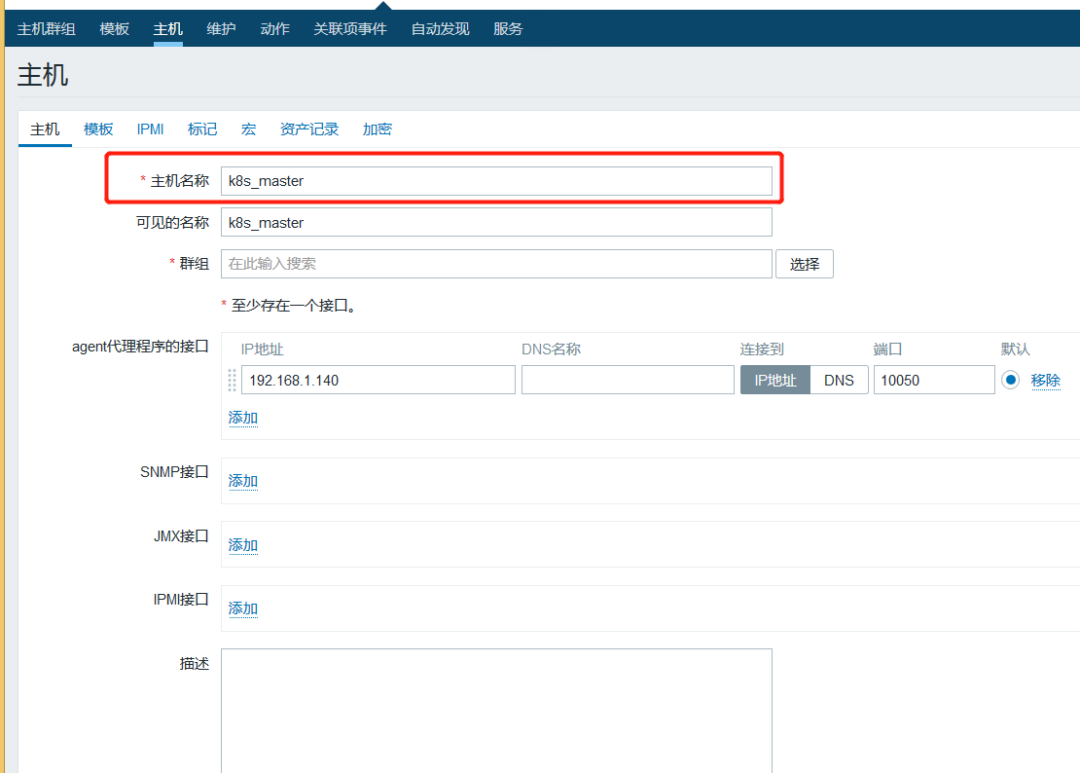 主机群组 模板 主机 维护 动作 关联项事件 自动发现 服务
主机
主机 模板 IPMI 标记 宏 资产记录 加密
* 主机名称 k8s_master
可见的名称 k8s_master
* 群组 在此输入搜索 选择
* 至少存在一个接口。
agent代理程序的接口 IP地址 DNS名称 连接到 端口 默认
192.168.1.140 IP地址 DNS 10050 移除
添加
SNMP接口 添加
JMX接口 添加
IPMI接口 添加
描述